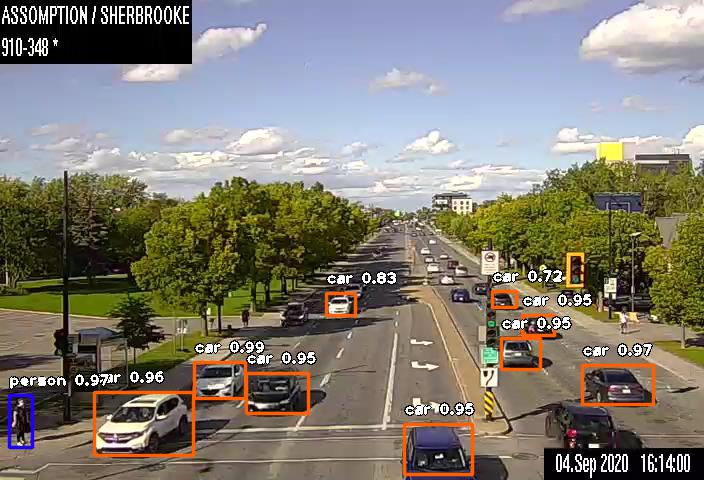 ASSOMPTION / SHERBROOKE
910-348 *
car 0.83
car 0.72
car 0.95
car 0.95
car 0.99
car 0.95
car 0.97
person 0.97
car 0.96
car 0.95
04.Sep 2020 16:14:00